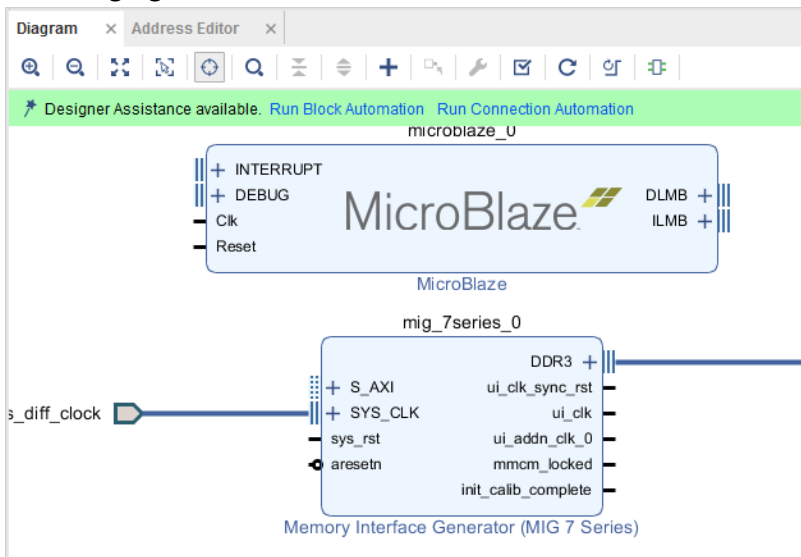 Diagram × Address Editor ×
Designer Assistance available. Run Block Automation Run Connection Automation
microblaze_0
INTERRUPT
DEBUG
Clk
Reset
MicroBlaze
DLMB
ILMB
MicroBlaze
mig_7series_0
DDR3
S_AXI ui_clk_sync_rst
s_diff_clock SYS_CLK ui_clk
sys_rst ui_addn_clk_0
aresetn mmcm_locked
init_calib_complete
Memory Interface Generator (MIG 7 Series)